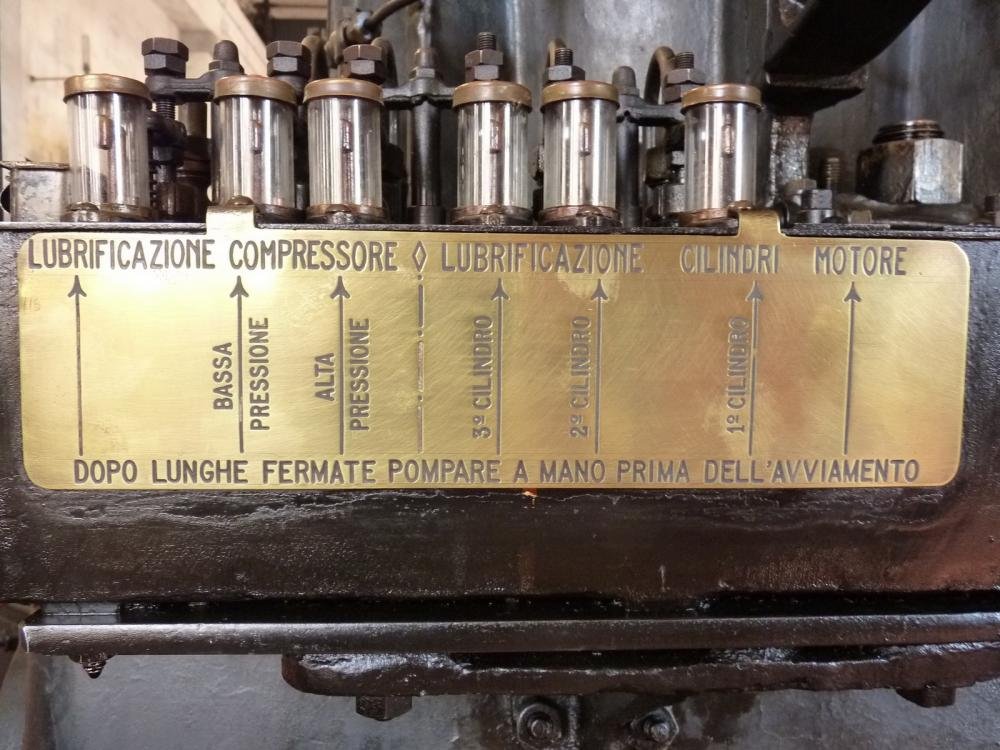 LUBRIFICAZIONE COMPRESSORE ◊ LUBRIFICAZIONE CILINDRI MOTORE
BASSA
PRESSIONE
ALTA
PRESSIONE
3º CILINDRO
2º CILINDRO
1º CILINDRO
DOPO LUNGHE FERMATE POMPARE A MANO PRIMA DELL'AVVIAMENTO